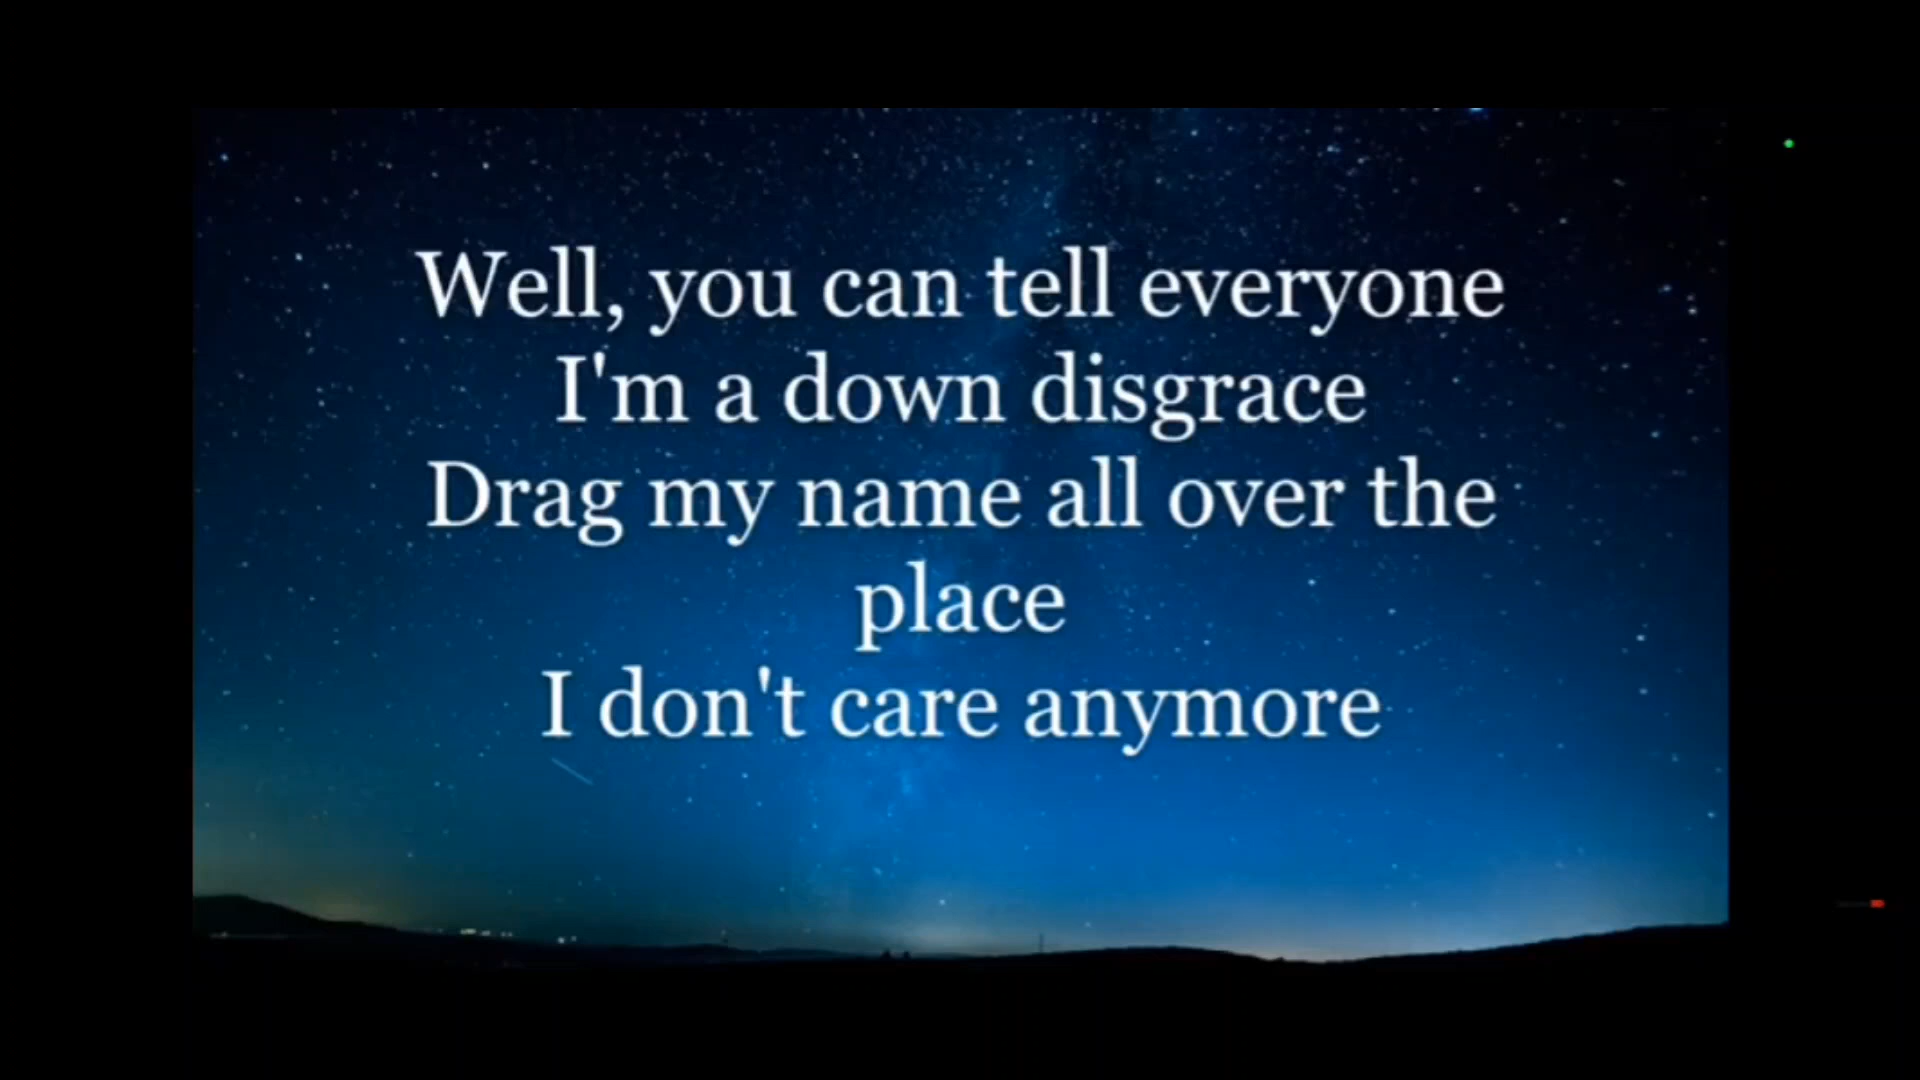 Well, you can tell everyone
I'm a down disgrace
Drag my name all over the
place
I don't care anymore